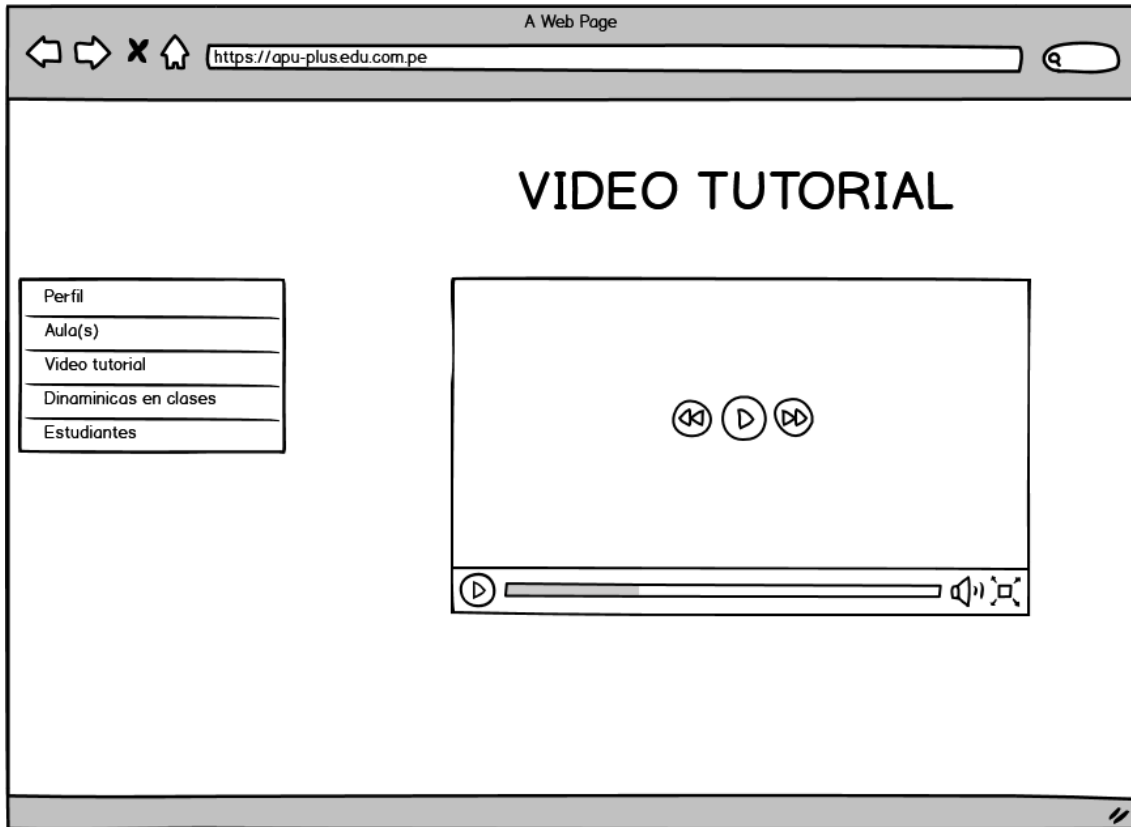 A Web Page
https://apu-plus.edu.com.pe
VIDEO TUTORIAL
Perfil
Aula(s)
Video tutorial
Dinaminicas en clases
Estudiantes